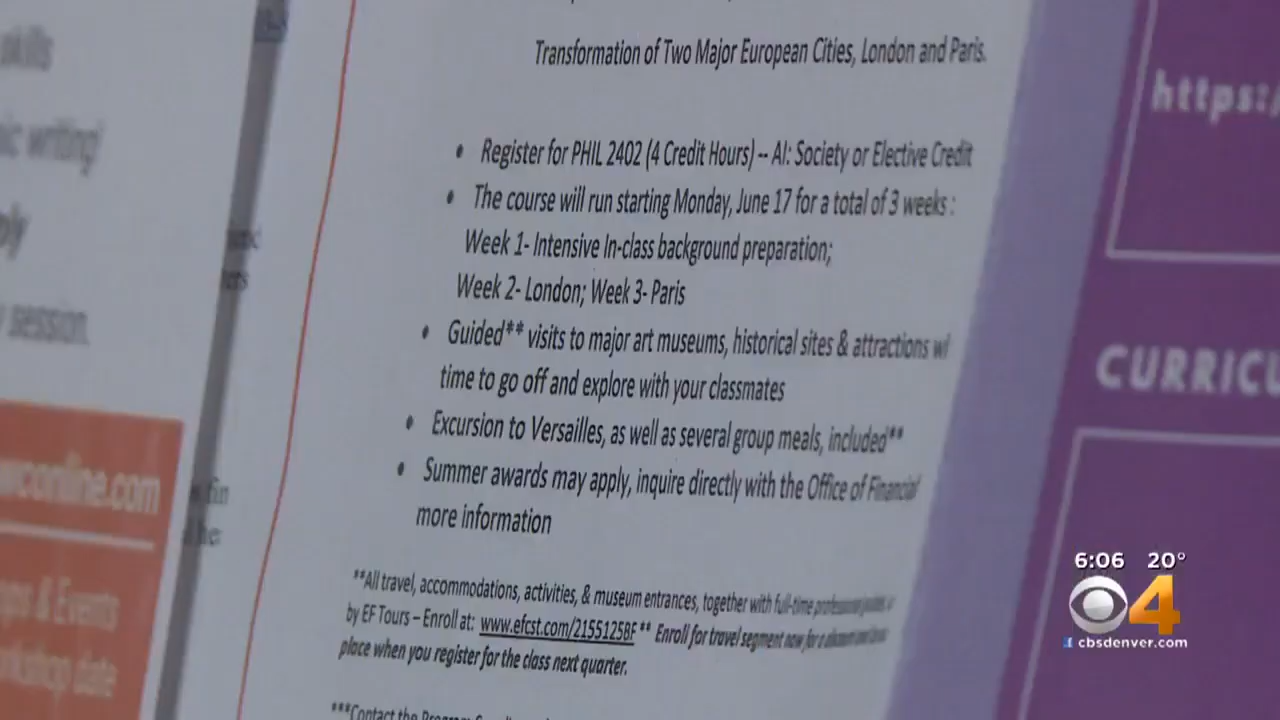 skills
writing
session.
wconline.com
ps & Events
workshop date
Transformation of Two Major European Cities, London and Paris.
• Register for PHIL 2402 (4 Credit Hours) -- AI: Society or Elective Credit
• The course will run starting Monday, June 17 for a total of 3 weeks :
Week 1- Intensive In-class background preparation;
Week 2- London; Week 3- Paris
• Guided** visits to major art museums, historical sites & attractions wi
time to go off and explore with your classmates
• Excursion to Versailles, as well as several group meals, included**
• Summer awards may apply, inquire directly with the Office of Financial
more information
**All travel, accommodations, activities, & museum entrances, together with full-time professional
by EF Tours – Enroll at: www.efcst.com/2155125BF ** Enroll for travel segment now for a discount
place when you register for the class next quarter.
***Contact the Program
https:/
CURRICU
6:06 20°
4
cbsdenver.com